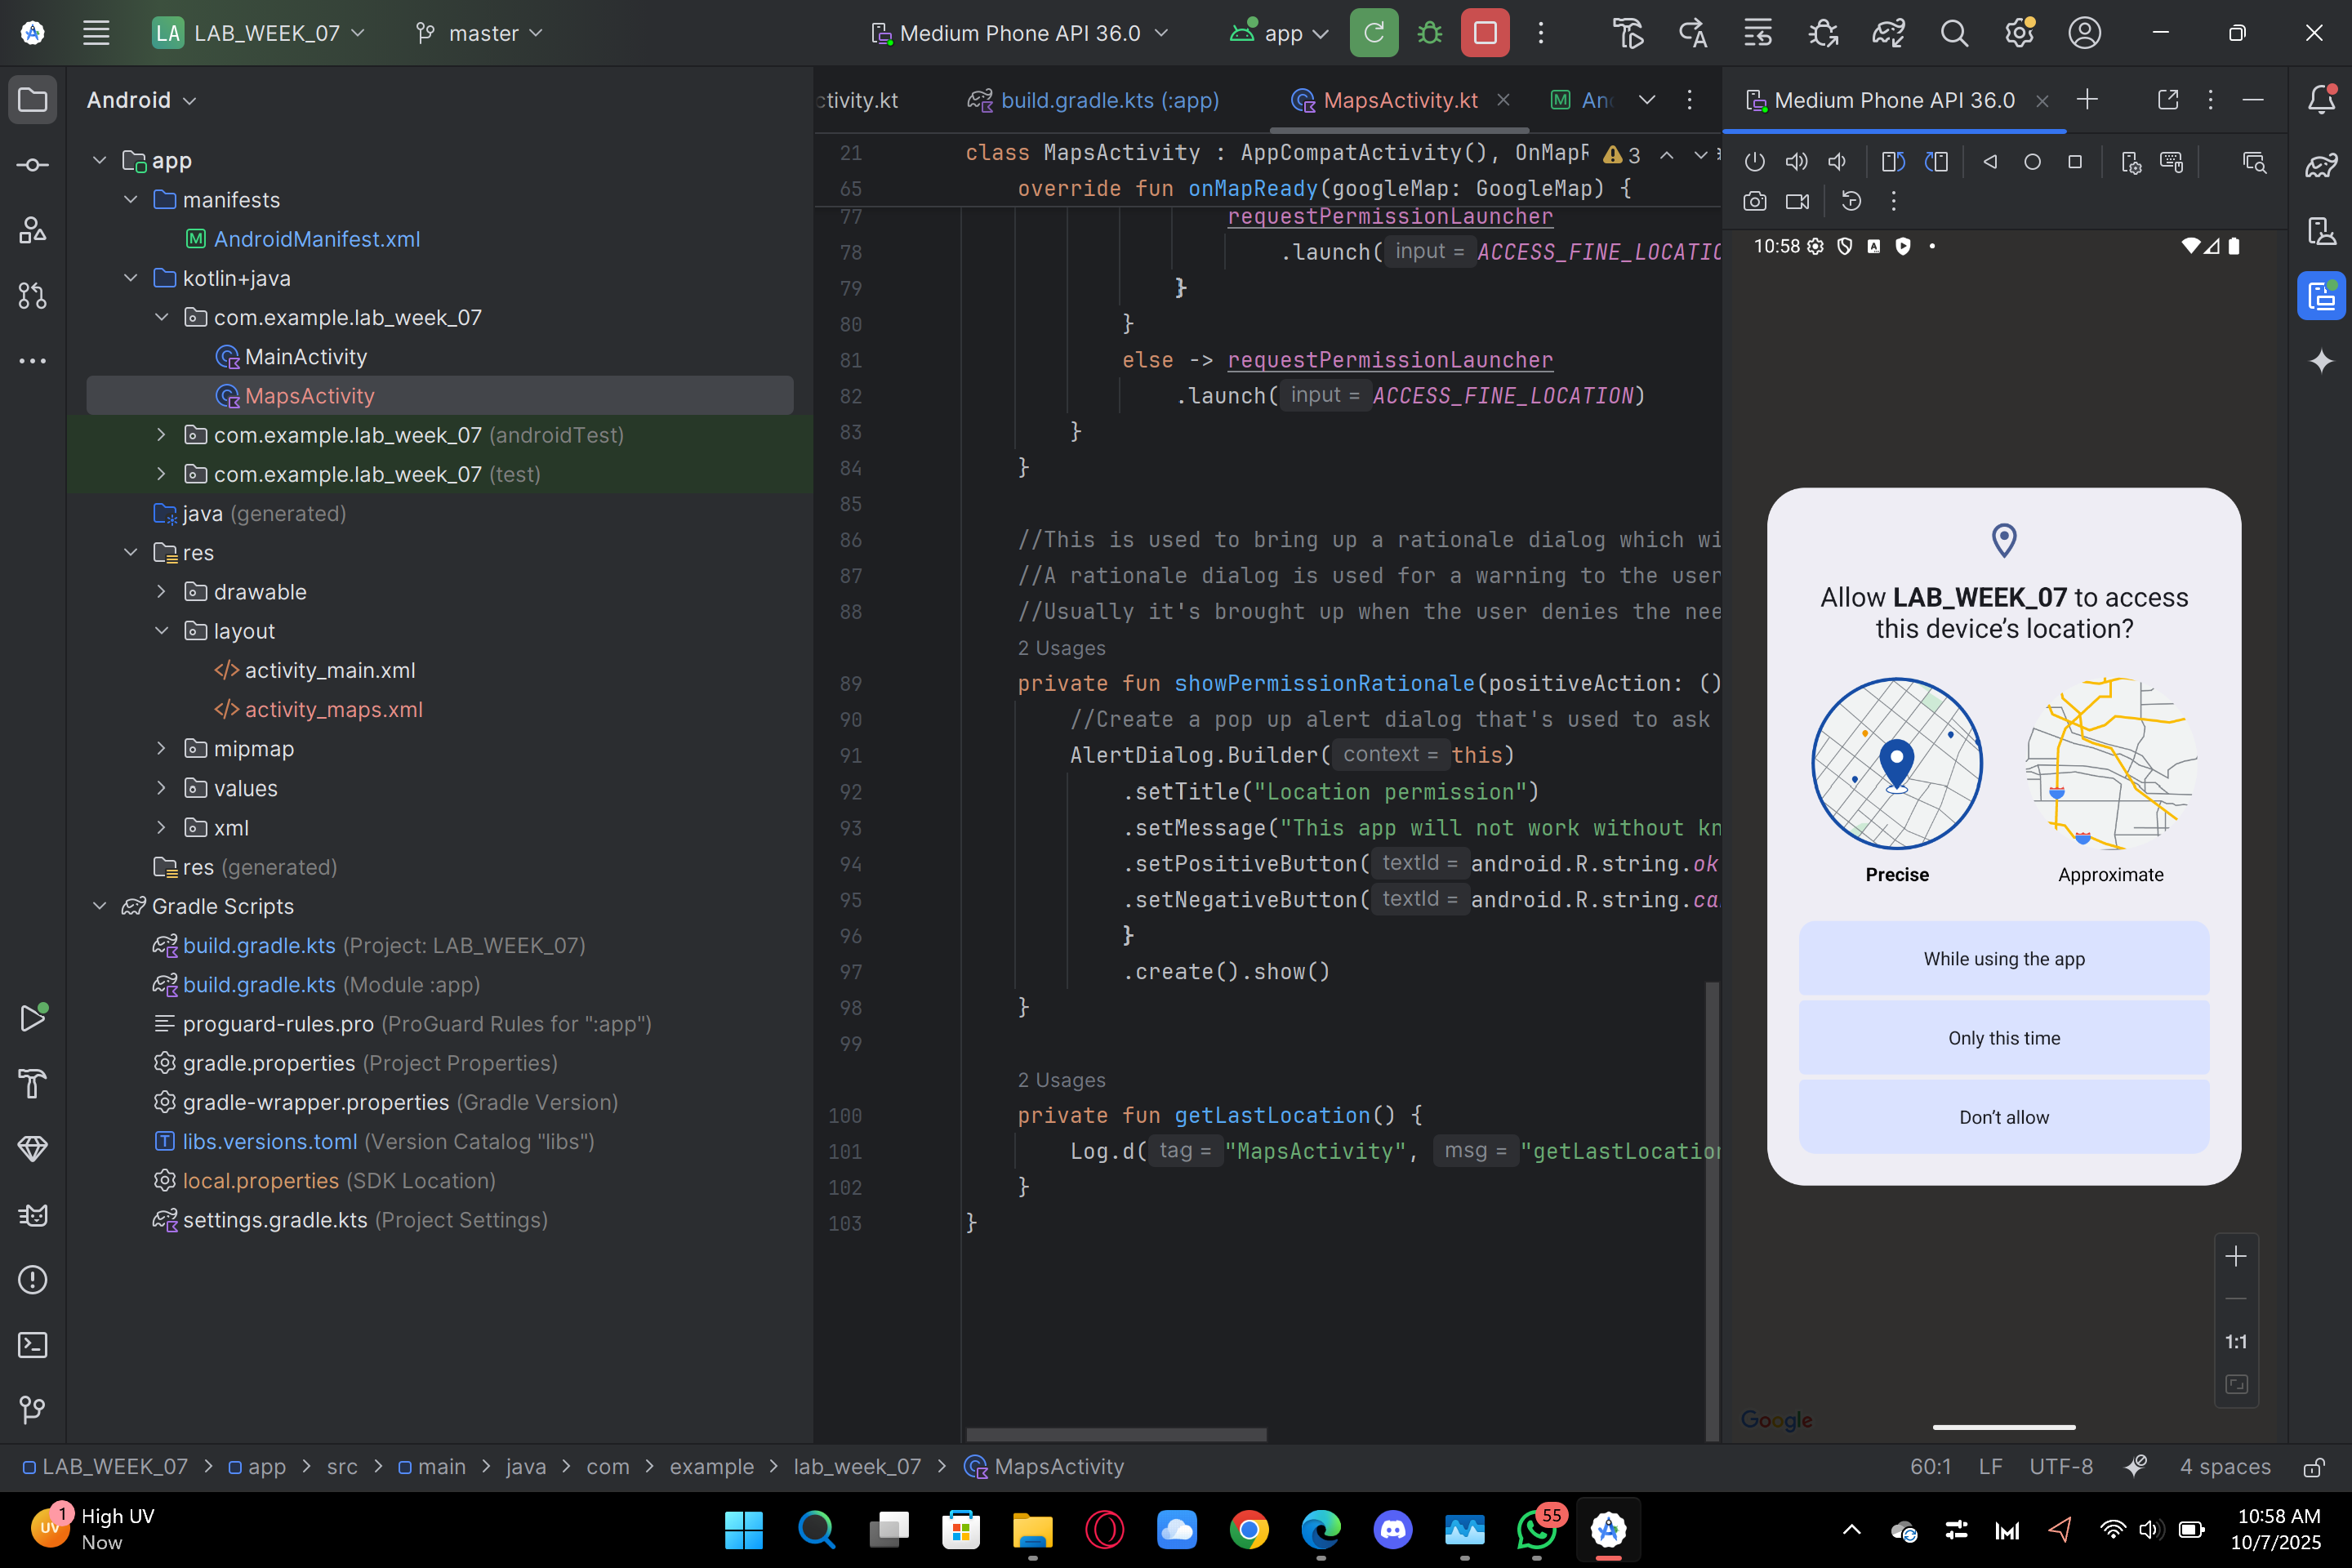 LA LAB_WEEK_07
master
Medium Phone API 36.0
app
Android
ctivity.kt
build.gradle.kts (:app)
MapsActivity.kt
Medium Phone API 36.0
app
manifests
AndroidManifest.xml
kotlin+java
com.example.lab_week_07
MainActivity
MapsActivity
com.example.lab_week_07 (androidTest)
com.example.lab_week_07 (test)
java (generated)
res
drawable
layout
activity_main.xml
activity_maps.xml
mipmap
values
xml
res (generated)
Gradle Scripts
build.gradle.kts (Project: LAB_WEEK_07)
build.gradle.kts (Module :app)
proguard-rules.pro (ProGuard Rules for ":app")
gradle.properties (Project Properties)
gradle-wrapper.properties (Gradle Version)
libs.versions.toml (Version Catalog "libs")
local.properties (SDK Location)
settings.gradle.kts (Project Settings)
21 class MapsActivity : AppCompatActivity(), OnMapR 3
65 override fun onMapReady(googleMap: GoogleMap) {
77 requestPermissionLauncher
78 .launch( input = ACCESS_FINE_LOCATIO
79 }
80 }
81 else -> requestPermissionLauncher
82 .launch( input = ACCESS_FINE_LOCATION)
83 }
84 }
85
86 //This is used to bring up a rationale dialog which wi
87 //A rationale dialog is used for a warning to the user
88 //Usually it's brought up when the user denies the nee
2 Usages
89 private fun showPermissionRationale(positiveAction: ()
90 //Create a pop up alert dialog that's used to ask
91 AlertDialog.Builder( context = this)
92 .setTitle("Location permission")
93 .setMessage("This app will not work without kn
94 .setPositiveButton( textId = android.R.string.ok
95 .setNegativeButton( textId = android.R.string.ca
96 }
97 .create().show()
98 }
99
2 Usages
100 private fun getLastLocation() {
101 Log.d( tag = "MapsActivity", msg = "getLastLocation
102 }
103 }
10:58
Allow LAB_WEEK_07 to access
this device's location?
Precise
Approximate
While using the app
Only this time
Don't allow
1:1
Google
LAB_WEEK_07 > app > src > main > java > com > example > lab_week_07 > MapsActivity
60:1 LF UTF-8 4 spaces
UV 1 High UV
Now
55
10:58 AM
10/7/2025